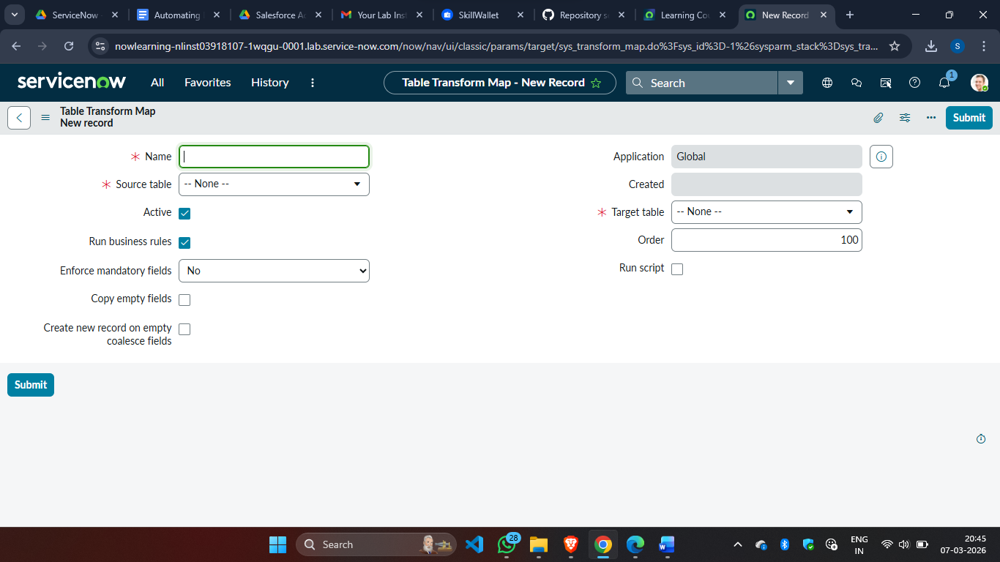 ServiceNow
Automating
Salesforce Ac
Your Lab Inst
SkillWallet
Repository se
Learning Cou
New Record
nowlearning-nlinst03918107-1wqgu-0001.lab.service-now.com/now/nav/ui/classic/params/target/sys_transform_map.do%3Fsys_id%3D-1%26sysparm_stack%3Dsys_tra...
S
servicenow
All
Favorites
History
Table Transform Map - New Record
Search
1
Table Transform Map
New record
Submit
Name
Application
Global
Source table
-- None --
Created
Active
Target table
-- None --
Run business rules
Order
100
Enforce mandatory fields
No
Run script
Copy empty fields
Create new record on empty
coalesce fields
Submit
Search
28
ENG
IN
20:45
07-03-2026